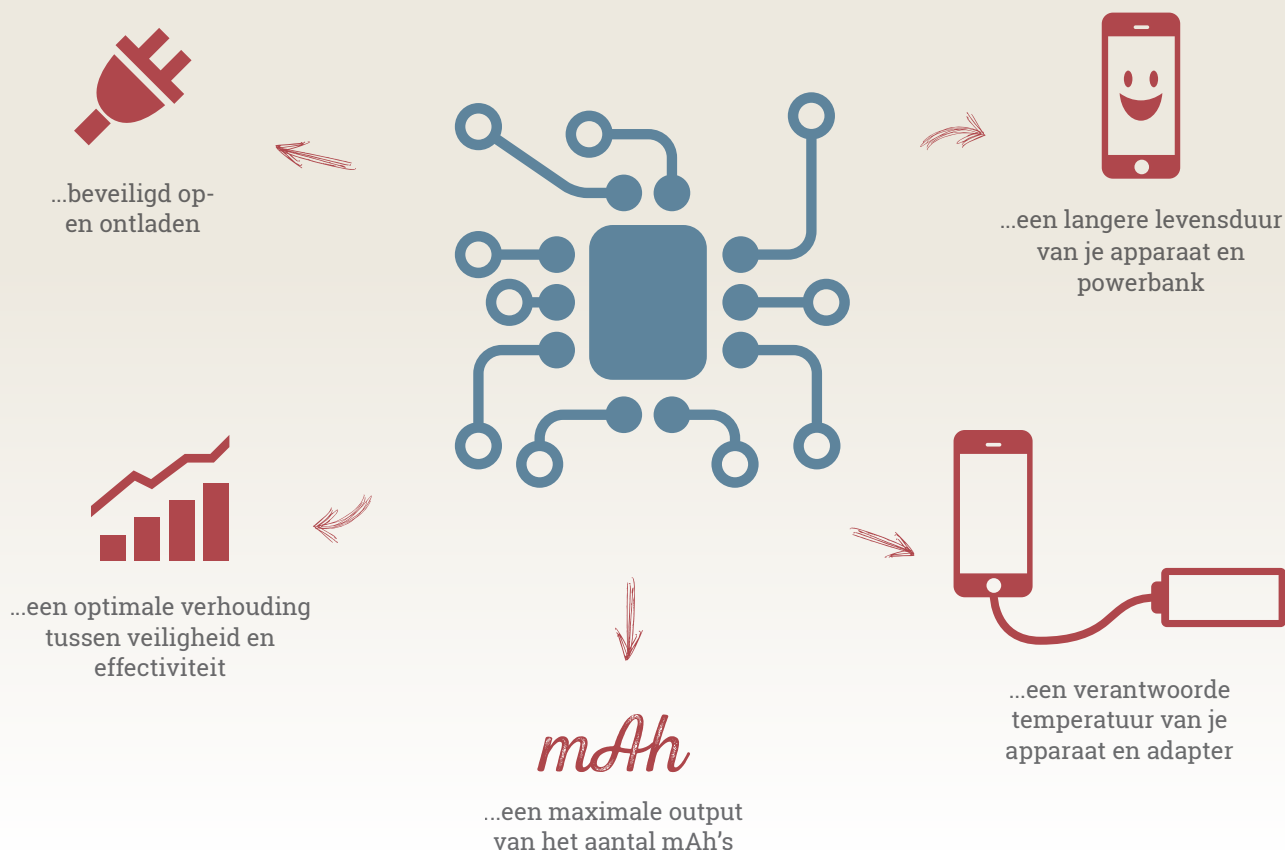 ...beveiligd op-
en ontladen
...een langere levensduur
van je apparaat en
powerbank
...een optimale verhouding
tussen veiligheid en
effectiviteit
mAh
...een maximale output
van het aantal mAh's
...een verantwoorde
temperatuur van je
apparaat en adapter